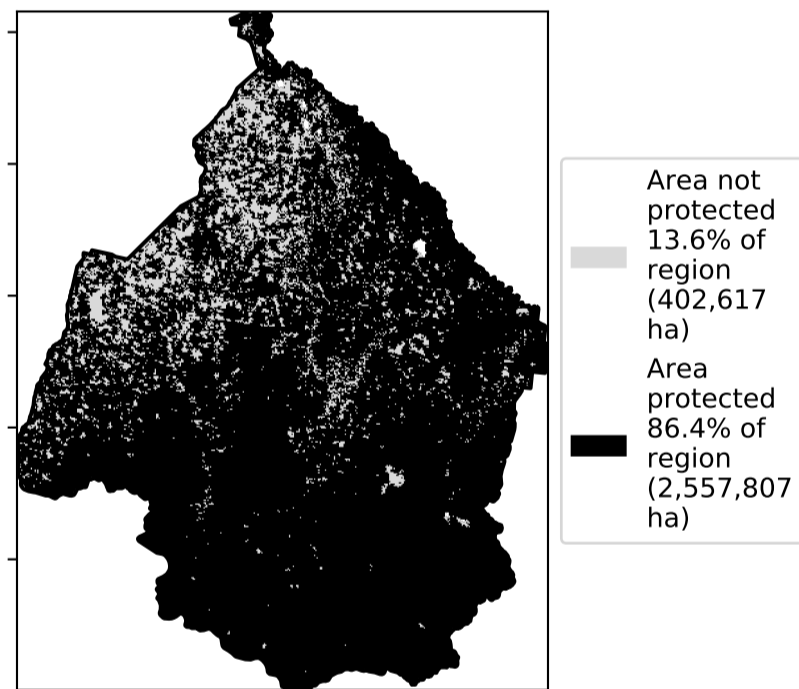 Area not
protected
13.6% of
region
(402,617
ha)
Area
protected
86.4% of
region
(2,557,807
ha)